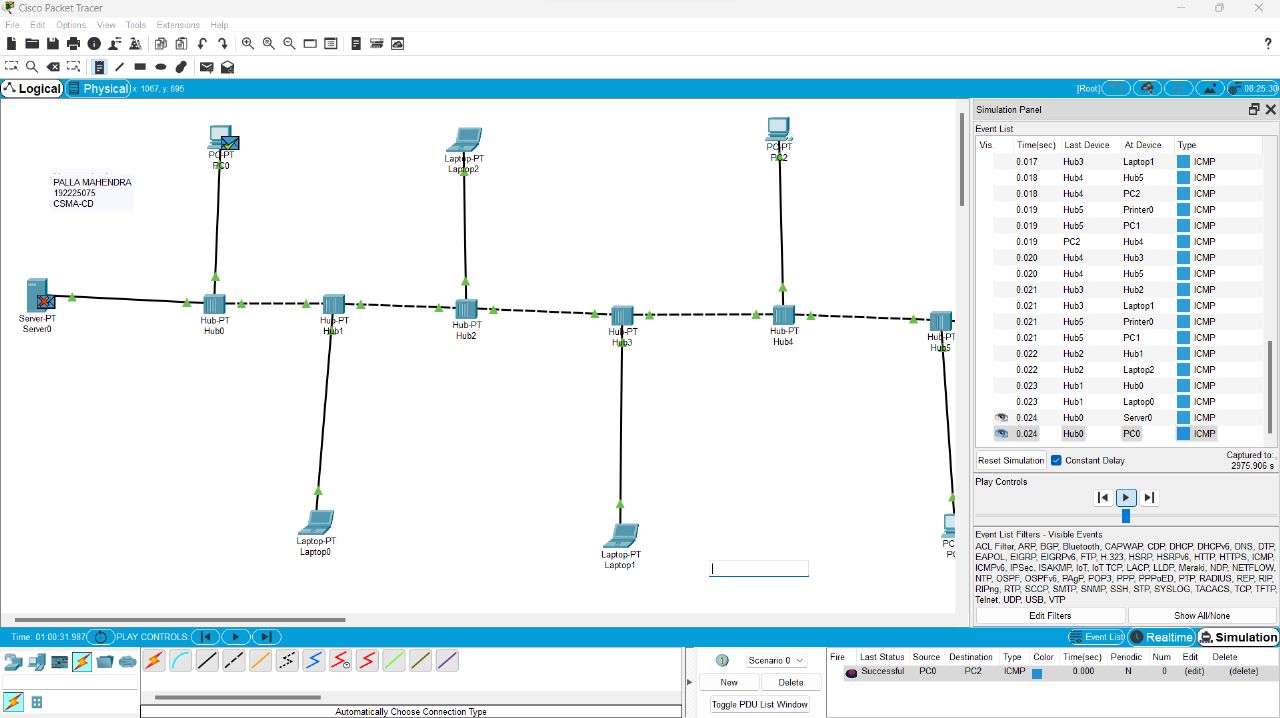 Cisco Packet Tracer
File Edit Options View Tools Extensions Help
?
Logical Physical x: 1067, y: 695 [Root] 08:25:30
PC-PT
PC0
PALLA MAHENDRA
192225075
CSMA-CD
Server-PT
Server0
Hub-PT
Hub0
Hub-PT
Hub1
Laptop-PT
Laptop2
Hub-PT
Hub2
Hub-PT
Hub3
PC-PT
PC2
Hub-PT
Hub4
Hub-PT
Hub5
Laptop-PT
Laptop0
Laptop-PT
Laptop1
Simulation Panel
Event List
Vis. Time(sec) Last Device At Device Type
0.017 Hub3 Laptop1 ICMP
0.018 Hub4 Hub5 ICMP
0.018 Hub4 PC2 ICMP
0.019 Hub5 Printer0 ICMP
0.019 Hub5 PC1 ICMP
0.019 PC2 Hub4 ICMP
0.020 Hub4 Hub3 ICMP
0.020 Hub4 Hub5 ICMP
0.021 Hub3 Hub2 ICMP
0.021 Hub3 Laptop1 ICMP
0.021 Hub5 Printer0 ICMP
0.021 Hub5 PC1 ICMP
0.022 Hub2 Hub1 ICMP
0.022 Hub2 Laptop2 ICMP
0.023 Hub1 Hub0 ICMP
0.023 Hub1 Laptop0 ICMP
0.024 Hub0 Server0 ICMP
0.024 Hub0 PC0 ICMP
Reset Simulation Constant Delay Captured to:
2975.906 s
Play Controls
Event List Filters - Visible Events
ACL Filter, ARP, BGP, Bluetooth, CAPWAP, CDP, DHCP, DHCPv6, DNS, DTP,
EAPOL, EIGRP, EIGRPv6, FTP, H.323, HSRP, HSRPv6, HTTP, HTTPS, ICMP,
ICMPv6, IPSec, ISAKMP, IoT, IoT TCP, LACP, LLDP, Meraki, NDP, NETFLOW,
NTP, OSPF, OSPFv6, PAgP, POP3, PPP, PPPoED, PTP, RADIUS, REP, RIP,
RIPng, RTP, SCCP, SMTP, SNMP, SSH, STP, SYSLOG, TACACS, TCP, TFTP,
Telnet, UDP, USB, VTP
Edit Filters Show All/None
Time: 01:00:31.987 PLAY CONTROLS: Event List Realtime Simulation
Automatically Choose Connection Type
Scenario 0
New Delete
Toggle PDU List Window
Fire Last Status Source Destination Type Color Time(sec) Periodic Num Edit Delete
Successful PC0 PC2 ICMP 0.000 N 0 (edit) (delete)